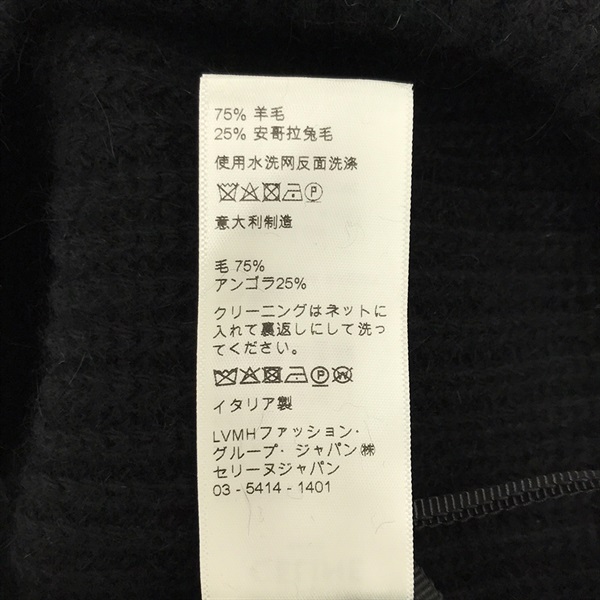 75% 羊毛
25% 安哥拉兔毛
使用水洗网反面洗涤
P
意大利制造
毛 75%
アンゴラ25%
クリーニングはネットに
入れて裏返しにして洗っ
てください。
P W
イタリア製
LVMHファッション·
グループ· ジャパン㈱
セリーヌジャパン
03 - 5414 - 1401